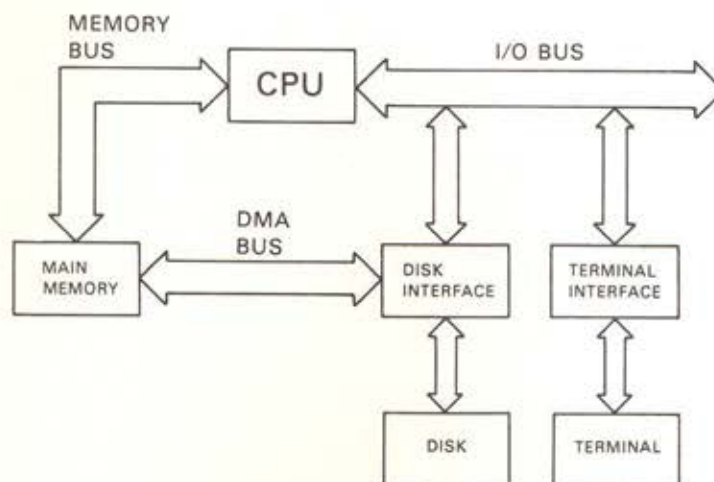 MEMORY
BUS
CPU
I/O BUS
DMA
BUS
MAIN
MEMORY
DISK
INTERFACE
TERMINAL
INTERFACE
DISK
TERMINAL